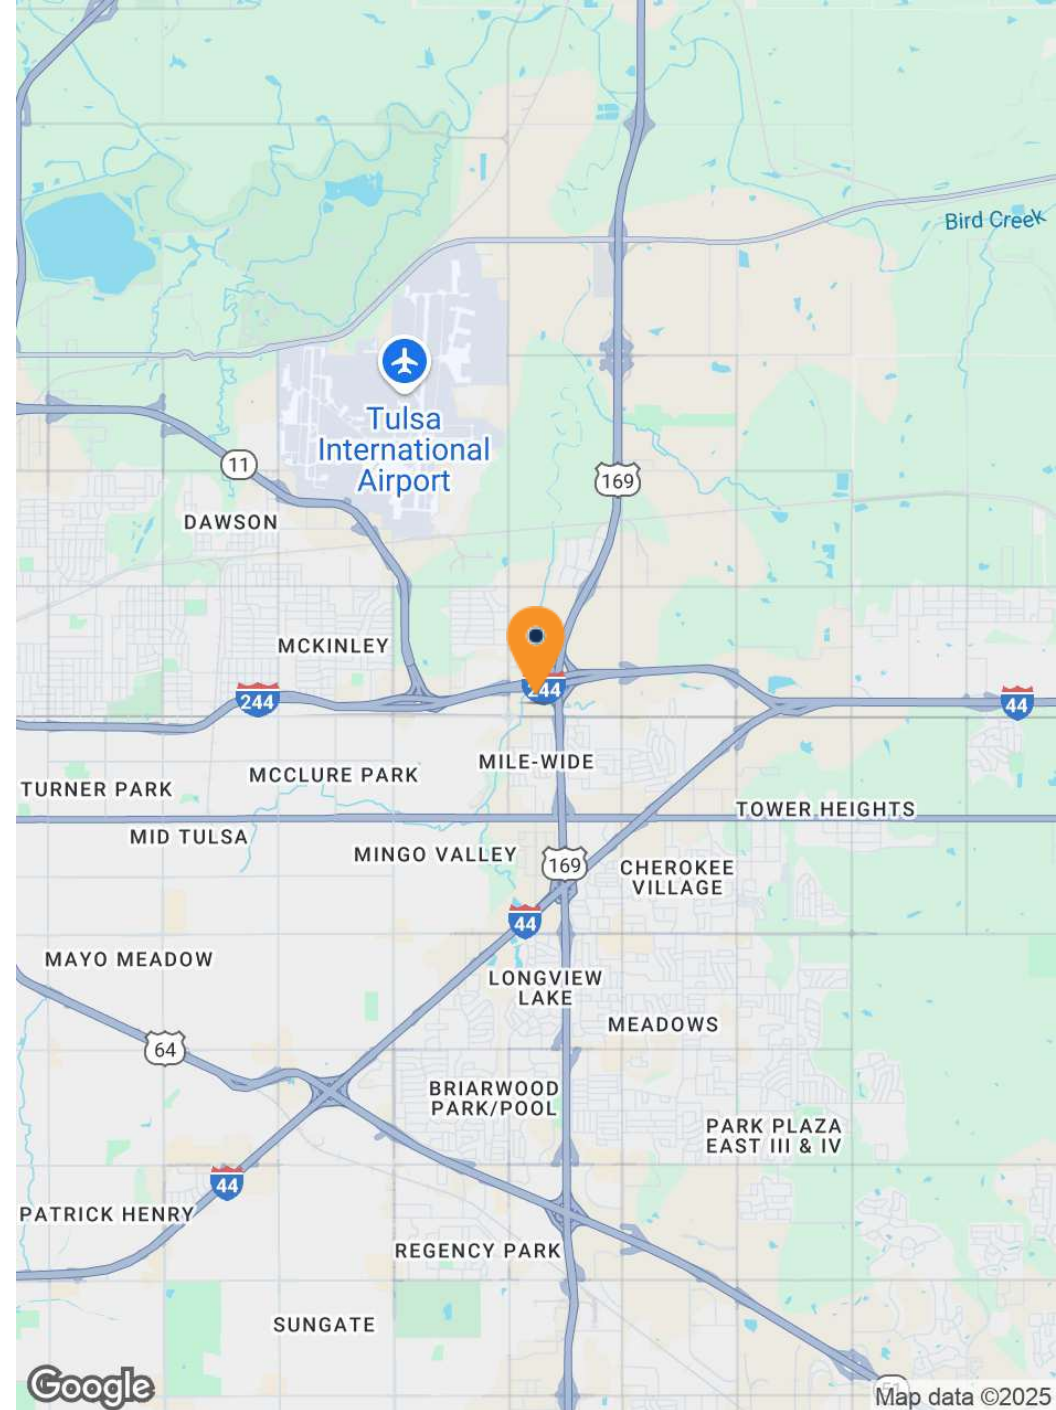 Bird Creek
Tulsa
International
Airport
11
169
DAWSON
MCKINLEY
244
244
44
MILE-WIDE
MCCLURE PARK
TURNER PARK
TOWER HEIGHTS
MID TULSA
MINGO VALLEY
169
CHEROKEE
VILLAGE
44
MAYO MEADOW
LONGVIEW
LAKE
MEADOWS
64
BRIARWOOD
PARK/POOL
PARK PLAZA
EAST III & IV
44
PATRICK HENRY
REGENCY PARK
SUNGATE
Google
Map data ©2025